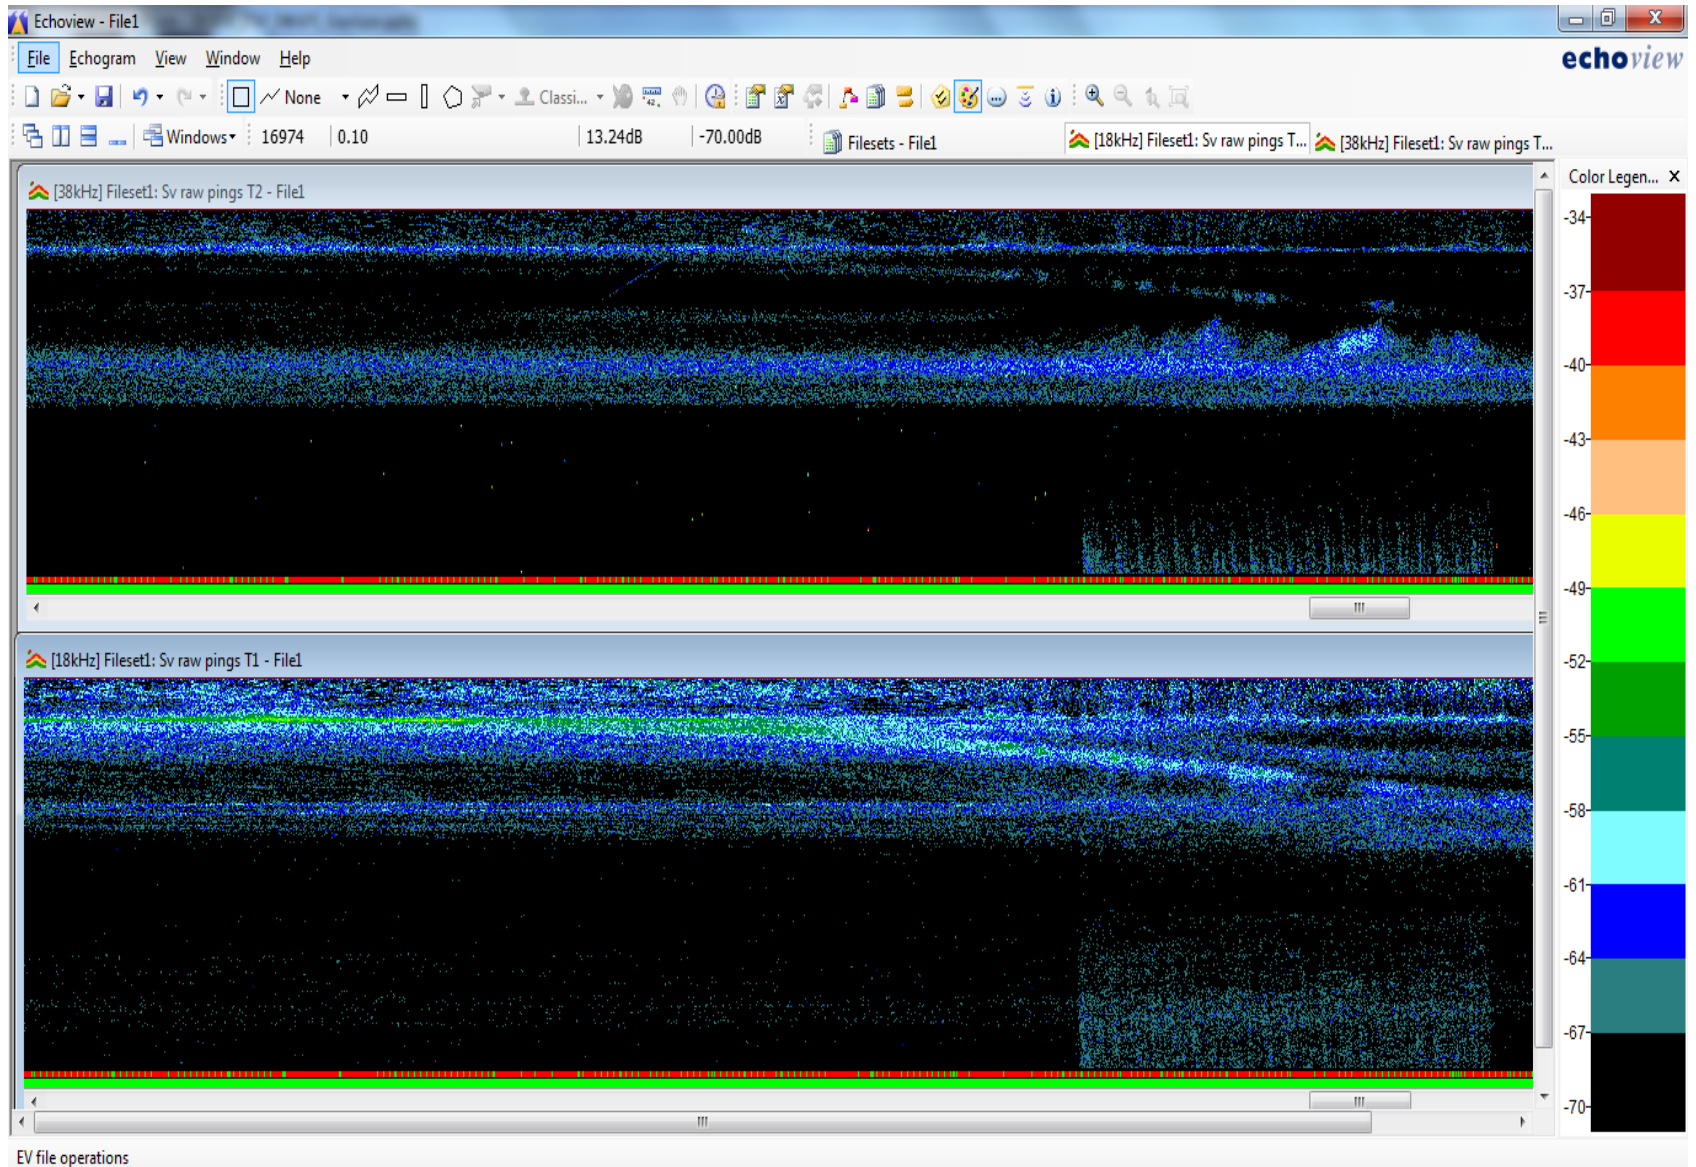 Echoview - File1
File Echogram View Window Help
echoview
None Classi... 42.
Windows 16974 0.10 13.24dB -70.00dB Filesets - File1 [18kHz] Fileset1: Sv raw pings T... [38kHz] Fileset1: Sv raw pings T...
[38kHz] Fileset1: Sv raw pings T2 - File1
Color Legen... X
-34
-37
-40
-43
-46
-49
-52
-55
-58
-61
-64
-67
-70
[18kHz] Fileset1: Sv raw pings T1 - File1
EV file operations